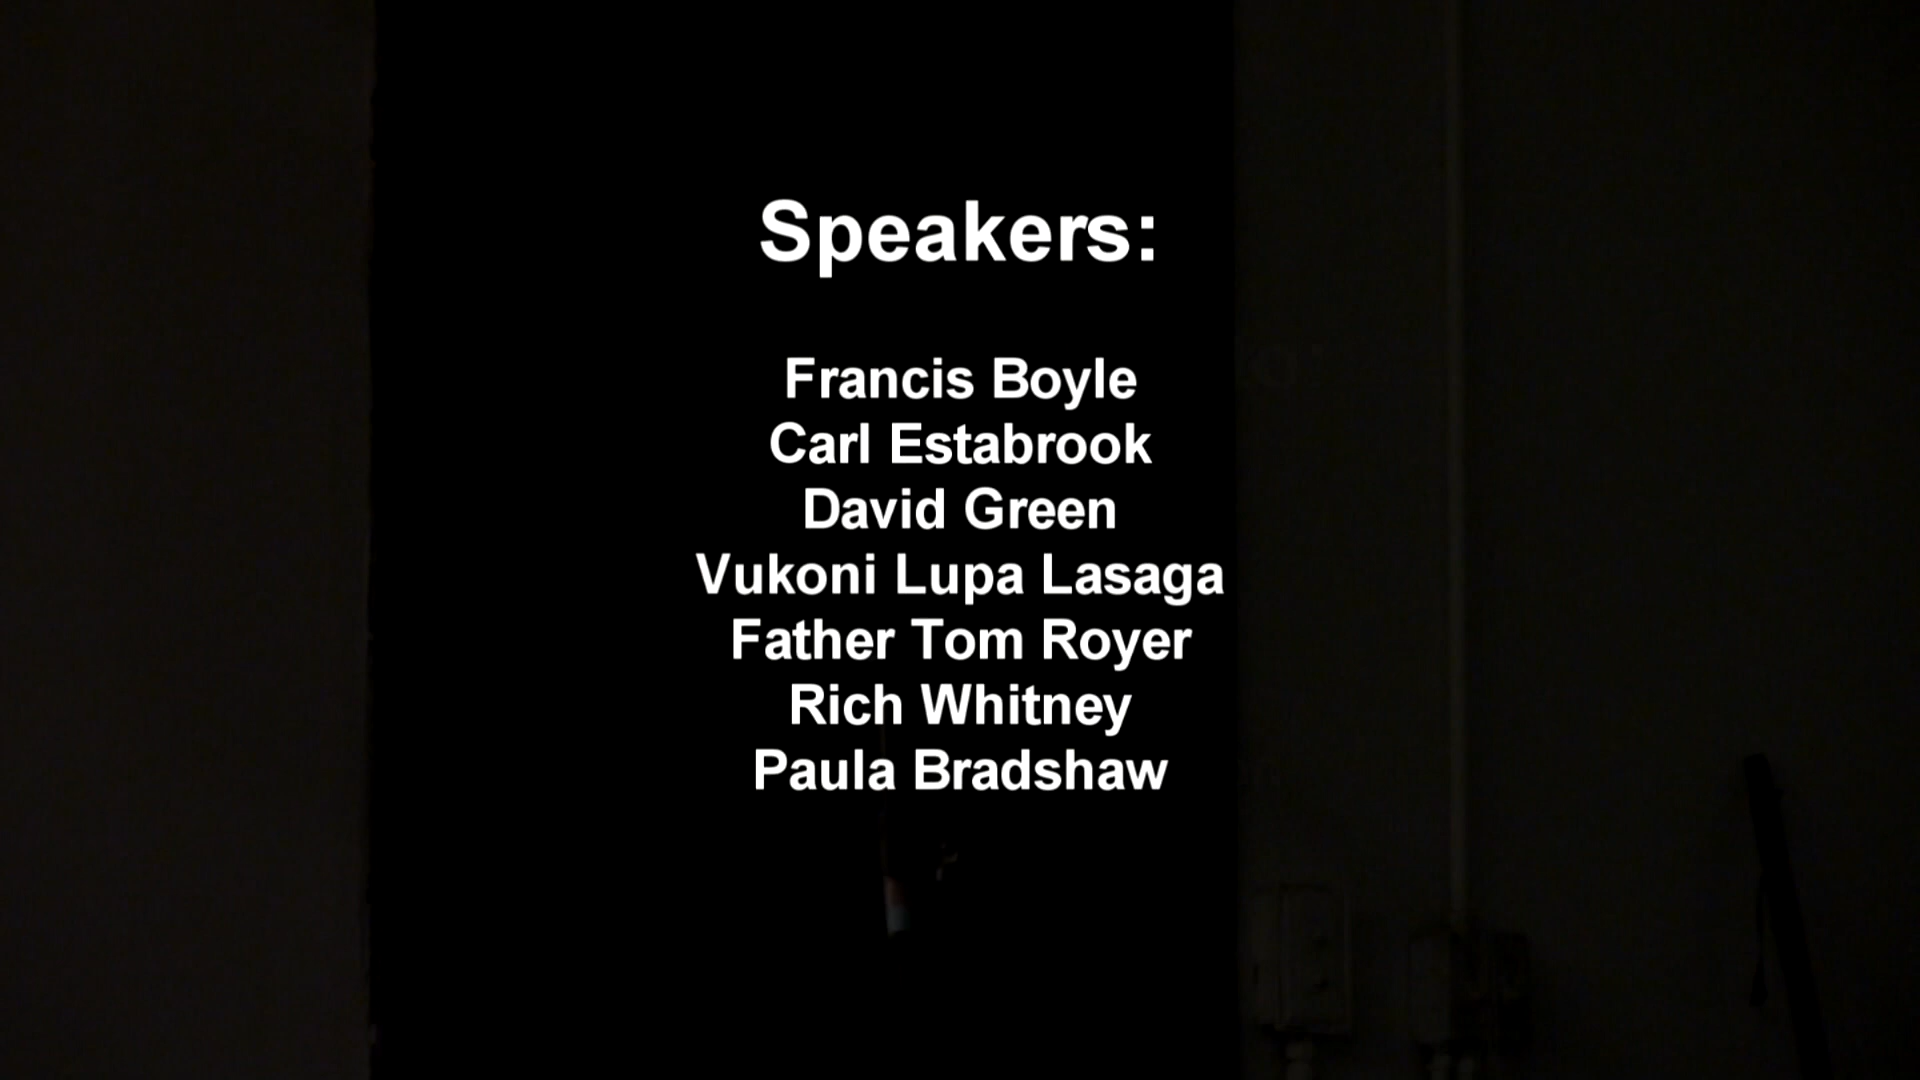 Speakers:
Francis Boyle
Carl Estabrook
David Green
Vukoni Lupa Lasaga
Father Tom Royer
Rich Whitney
Paula Bradshaw